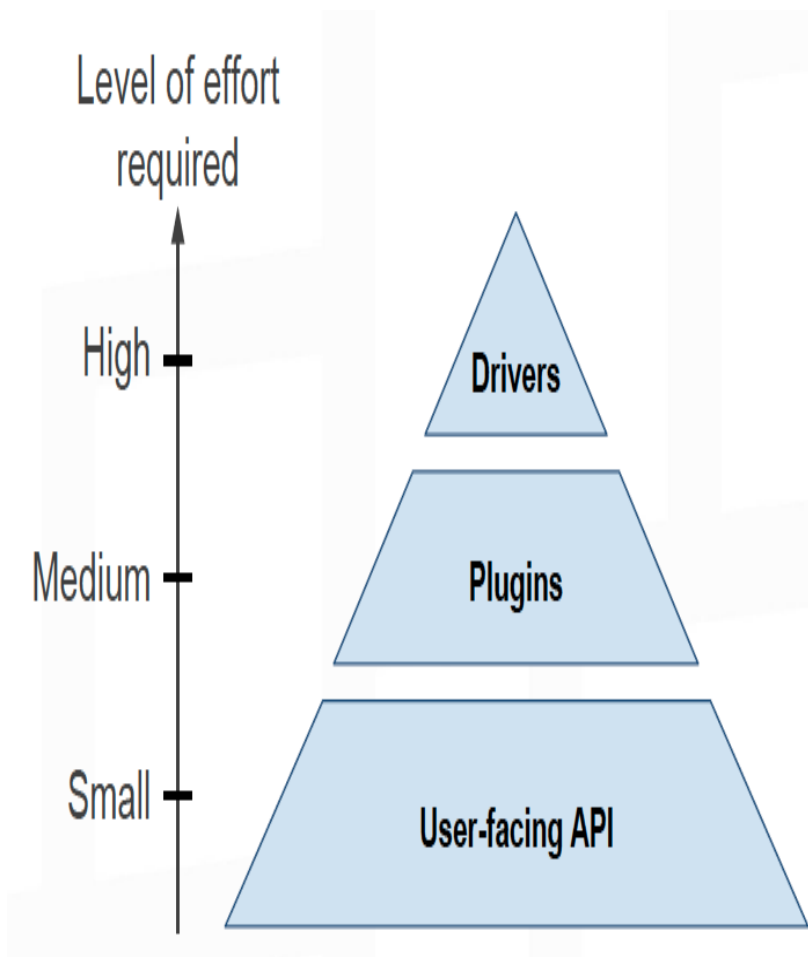 Level of effort
required
High
Drivers
Medium
Plugins
Small
User-facing API